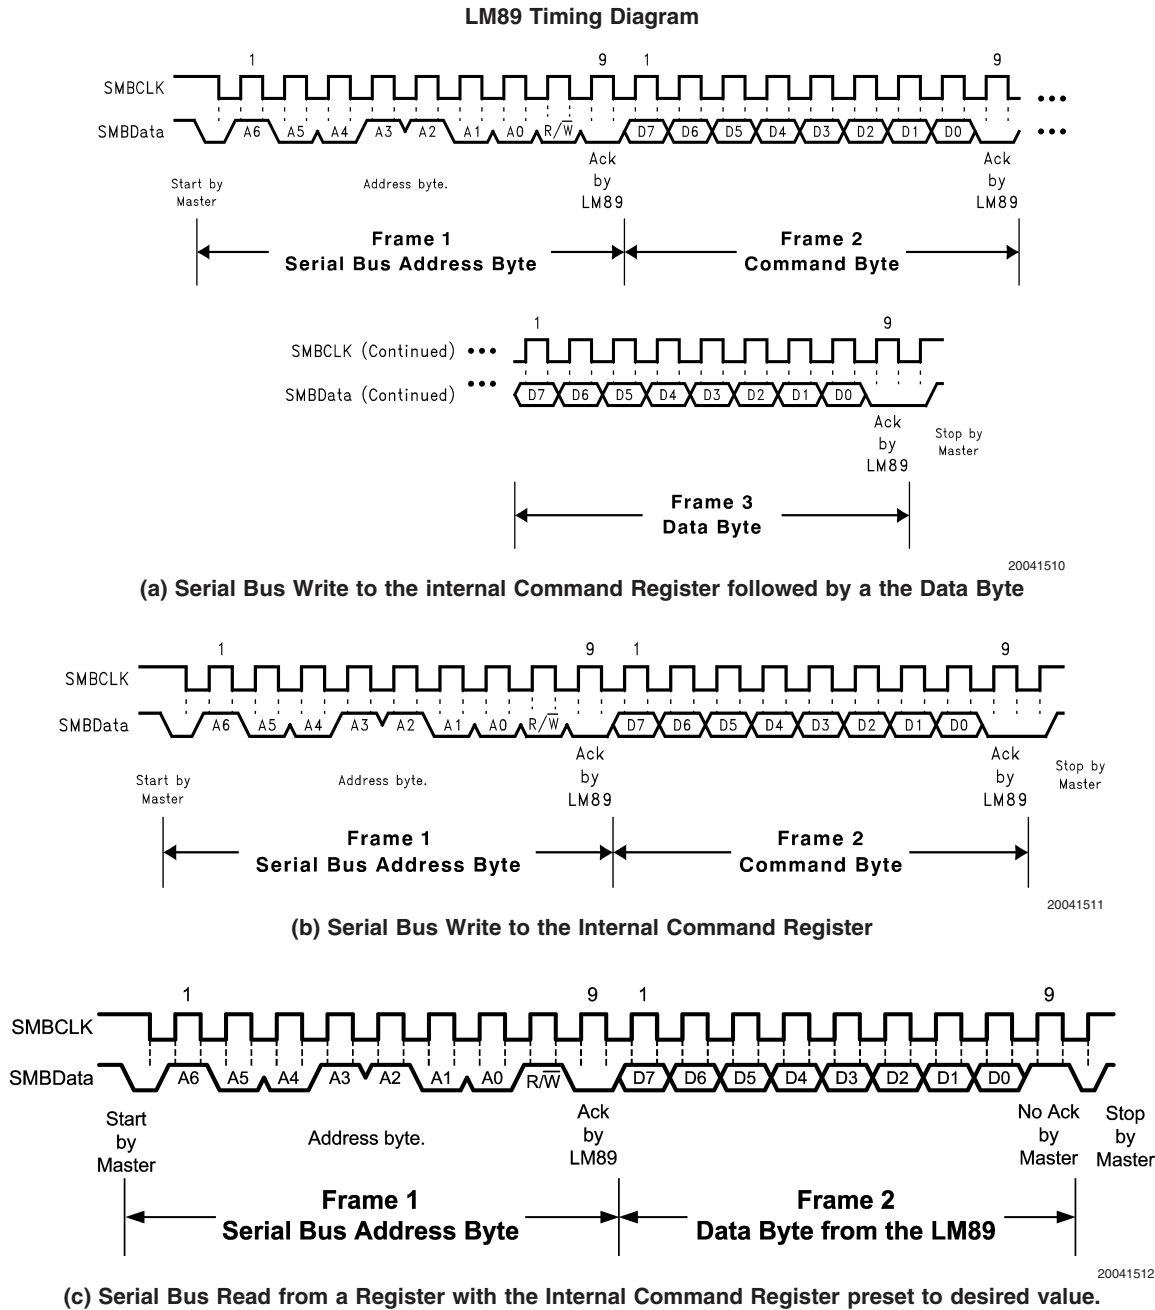 LM89 Timing Diagram
1 9 1 9
SMBCLK
SMBData A6 A5 A4 A3 A2 A1 A0 R/W̅ D7 D6 D5 D4 D3 D2 D1 D0
Start by Master
Address byte.
Ack by LM89
Ack by LM89
Frame 1
Serial Bus Address Byte
Frame 2
Command Byte
1 9
SMBCLK (Continued)
SMBData (Continued) D7 D6 D5 D4 D3 D2 D1 D0
Ack by LM89
Stop by Master
Frame 3
Data Byte
20041510
(a) Serial Bus Write to the internal Command Register followed by a the Data Byte
1 9 1 9
SMBCLK
SMBData A6 A5 A4 A3 A2 A1 A0 R/W̅ D7 D6 D5 D4 D3 D2 D1 D0
Start by Master
Address byte.
Ack by LM89
Ack by LM89
Stop by Master
Frame 1
Serial Bus Address Byte
Frame 2
Command Byte
20041511
(b) Serial Bus Write to the Internal Command Register
1 9 1 9
SMBCLK
SMBData A6 A5 A4 A3 A2 A1 A0 R/W̅ D7 D6 D5 D4 D3 D2 D1 D0
Start by Master
Address byte.
Ack by LM89
No Ack by Master
Stop by Master
Frame 1
Serial Bus Address Byte
Frame 2
Data Byte from the LM89
20041512
(c) Serial Bus Read from a Register with the Internal Command Register preset to desired value.